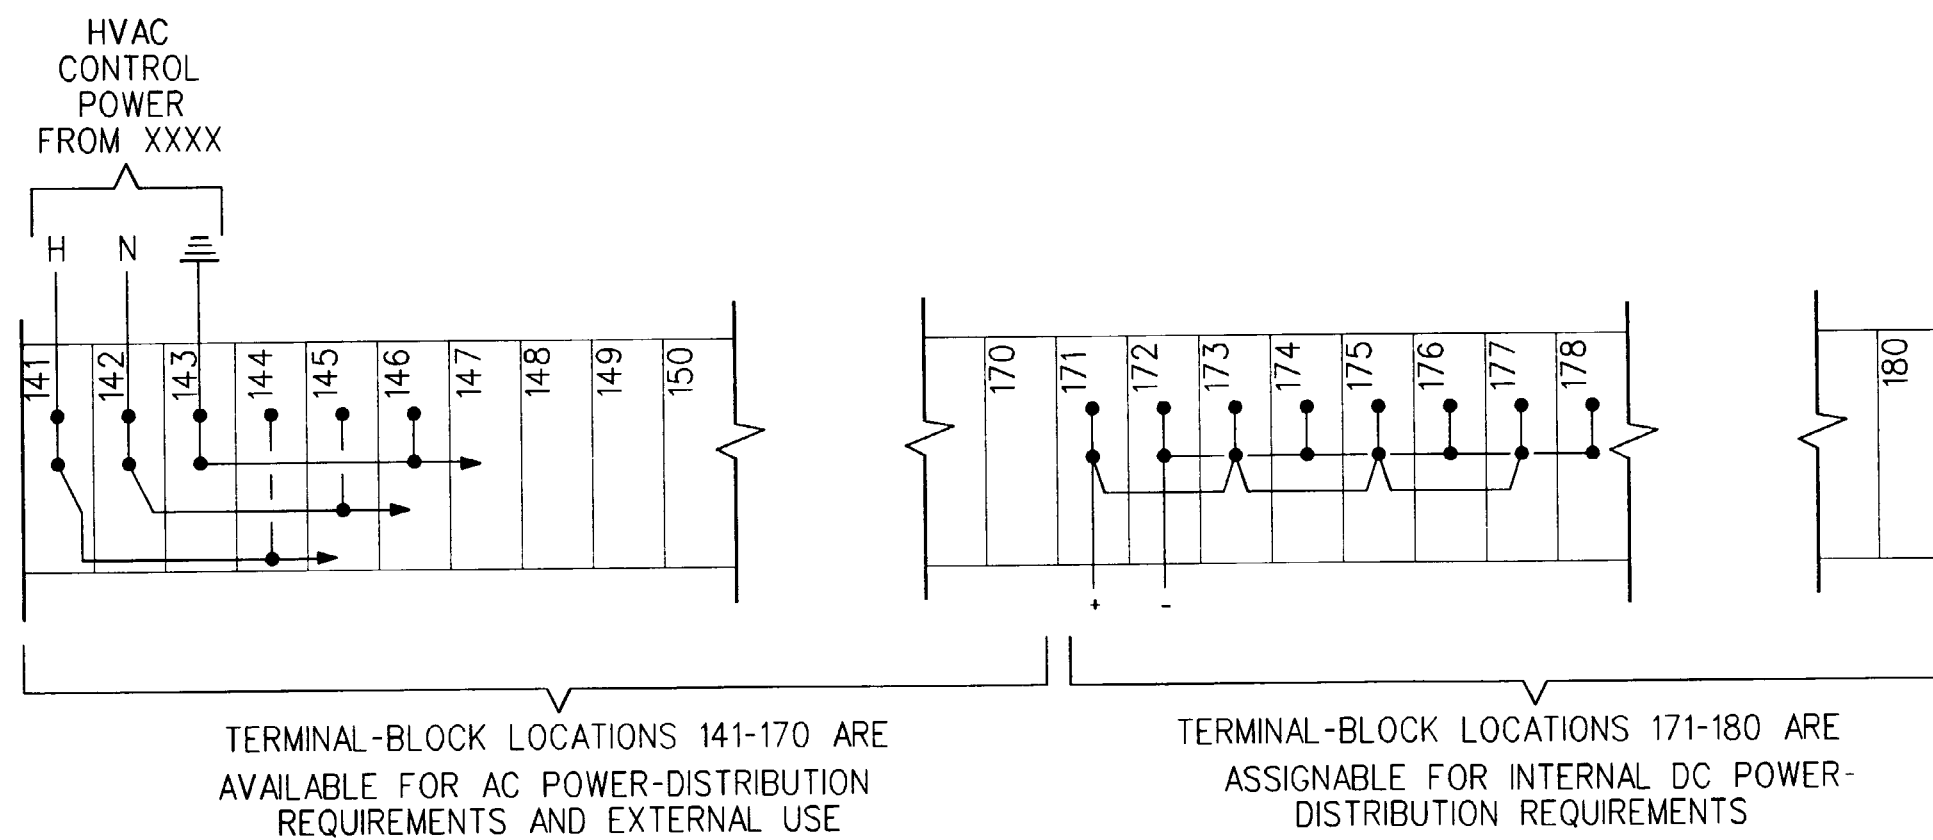 HVAC
CONTROL
POWER
FROM XXXX
H N
141 142 143 144 145 146 147 148 149 150 170 171 172 173 174 175 176 177 178 180
+ -
TERMINAL-BLOCK LOCATIONS 141-170 ARE
AVAILABLE FOR AC POWER-DISTRIBUTION
REQUIREMENTS AND EXTERNAL USE
TERMINAL-BLOCK LOCATIONS 171-180 ARE
ASSIGNABLE FOR INTERNAL DC POWER-
DISTRIBUTION REQUIREMENTS